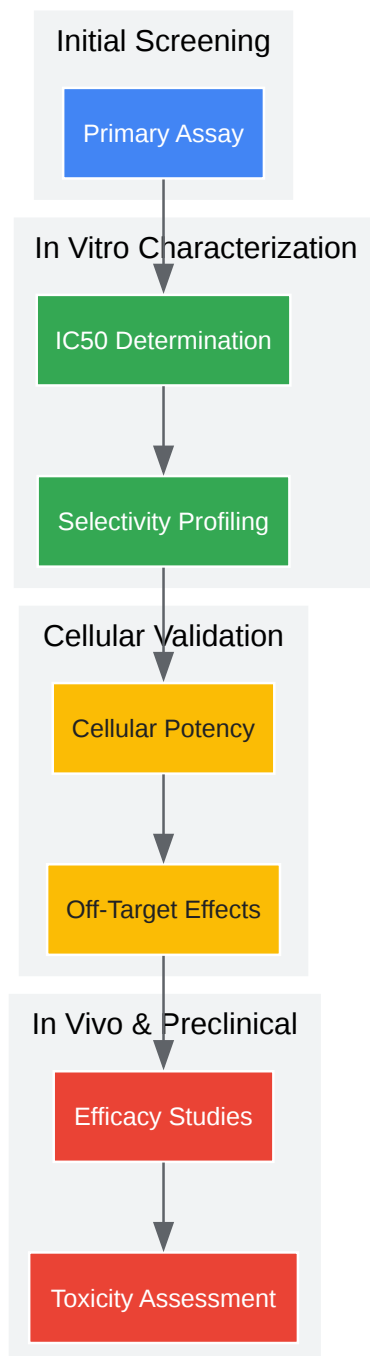 Initial Screening
Primary Assay
In Vitro Characterization
IC50 Determination
Selectivity Profiling
Cellular Validation
Cellular Potency
Off-Target Effects
In Vivo & Preclinical
Efficacy Studies
Toxicity Assessment